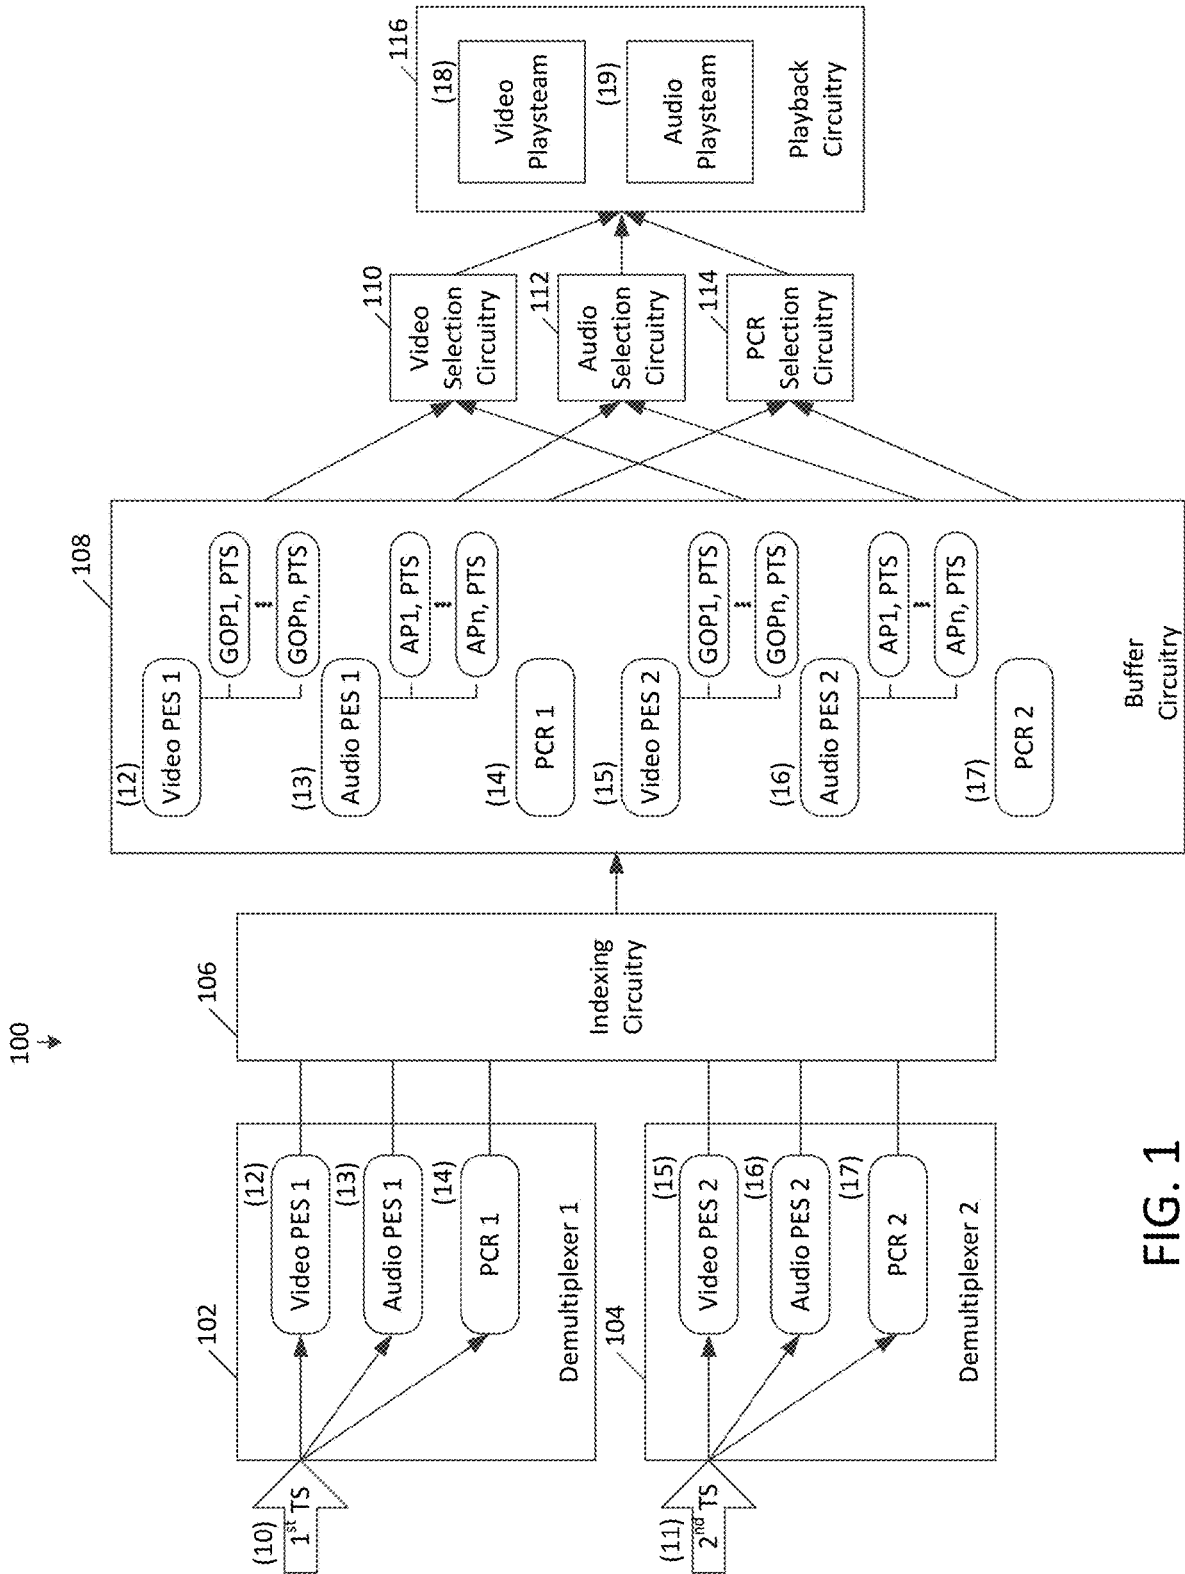 100
(10)
1st TS
102
(12)
Video PES 1
(13)
Audio PES 1
(14)
PCR 1
Demultiplexer 1
(11)
2nd TS
104
(15)
Video PES 2
(16)
Audio PES 2
(17)
PCR 2
Demultiplexer 2
106
Indexing
Circuitry
108
(12)
Video PES 1
GOP1, PTS
GOPn, PTS
(13)
Audio PES 1
AP1, PTS
APn, PTS
(14)
PCR 1
(15)
Video PES 2
GOP1, PTS
GOPn, PTS
(16)
Audio PES 2
AP1, PTS
APn, PTS
(17)
PCR 2
Buffer
Circuitry
110
Video
Selection
Circuitry
112
Audio
Selection
Circuitry
114
PCR
Selection
Circuitry
116
(18)
Video
Playsteam
(19)
Audio
Playsteam
Playback
Circuitry
FIG. 1